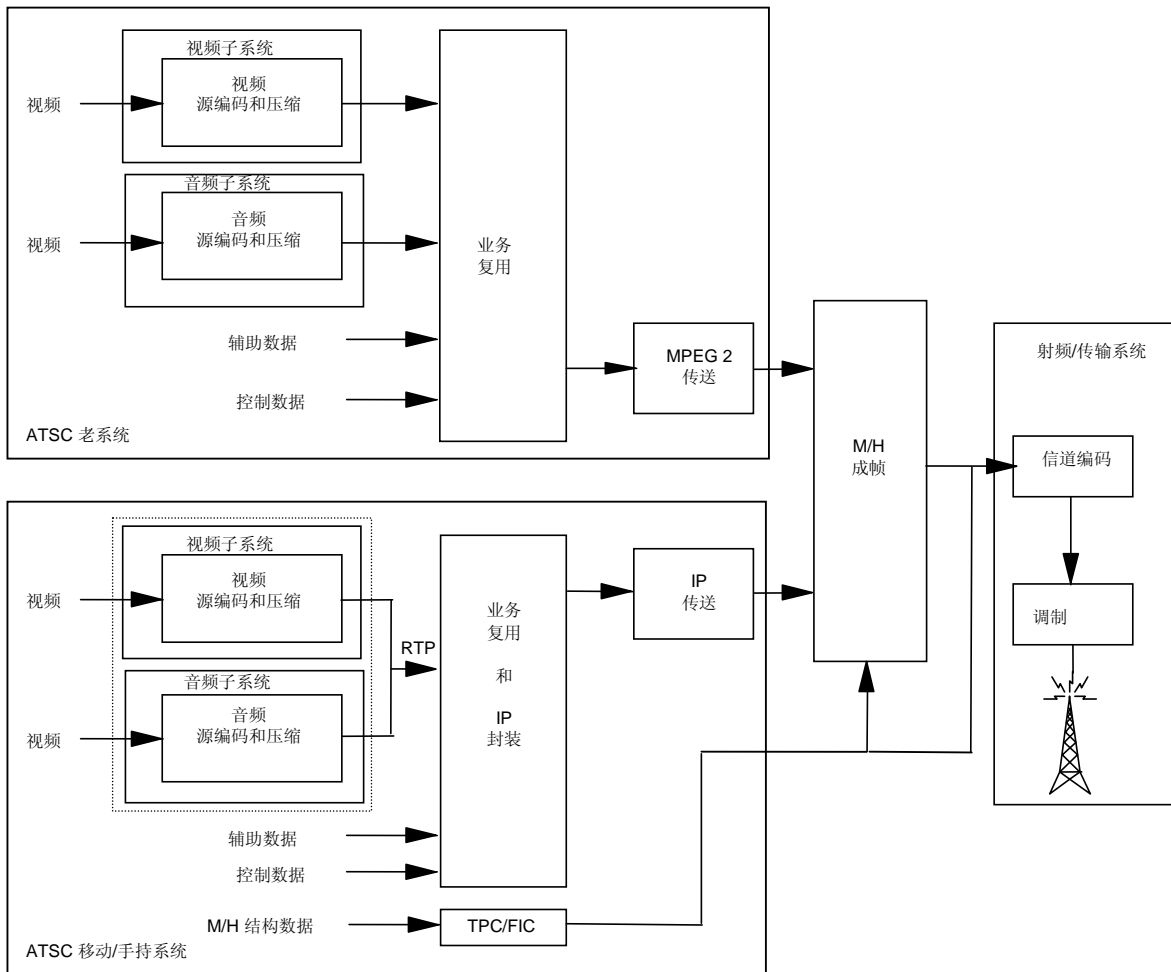 视频子系统
视频
视频
源编码和压缩
音频子系统
视频
音频
源编码和压缩
业务
复用
辅助数据
控制数据
MPEG 2
传送
ATSC 老系统
M/H
成帧
射频/传输系统
信道编码
调制
视频子系统
视频
视频
源编码和压缩
RTP
音频子系统
视频
音频
源编码和压缩
业务
复用
和
IP
封装
IP
传送
辅助数据
控制数据
M/H 结构数据
TPC/FIC
ATSC 移动/手持系统